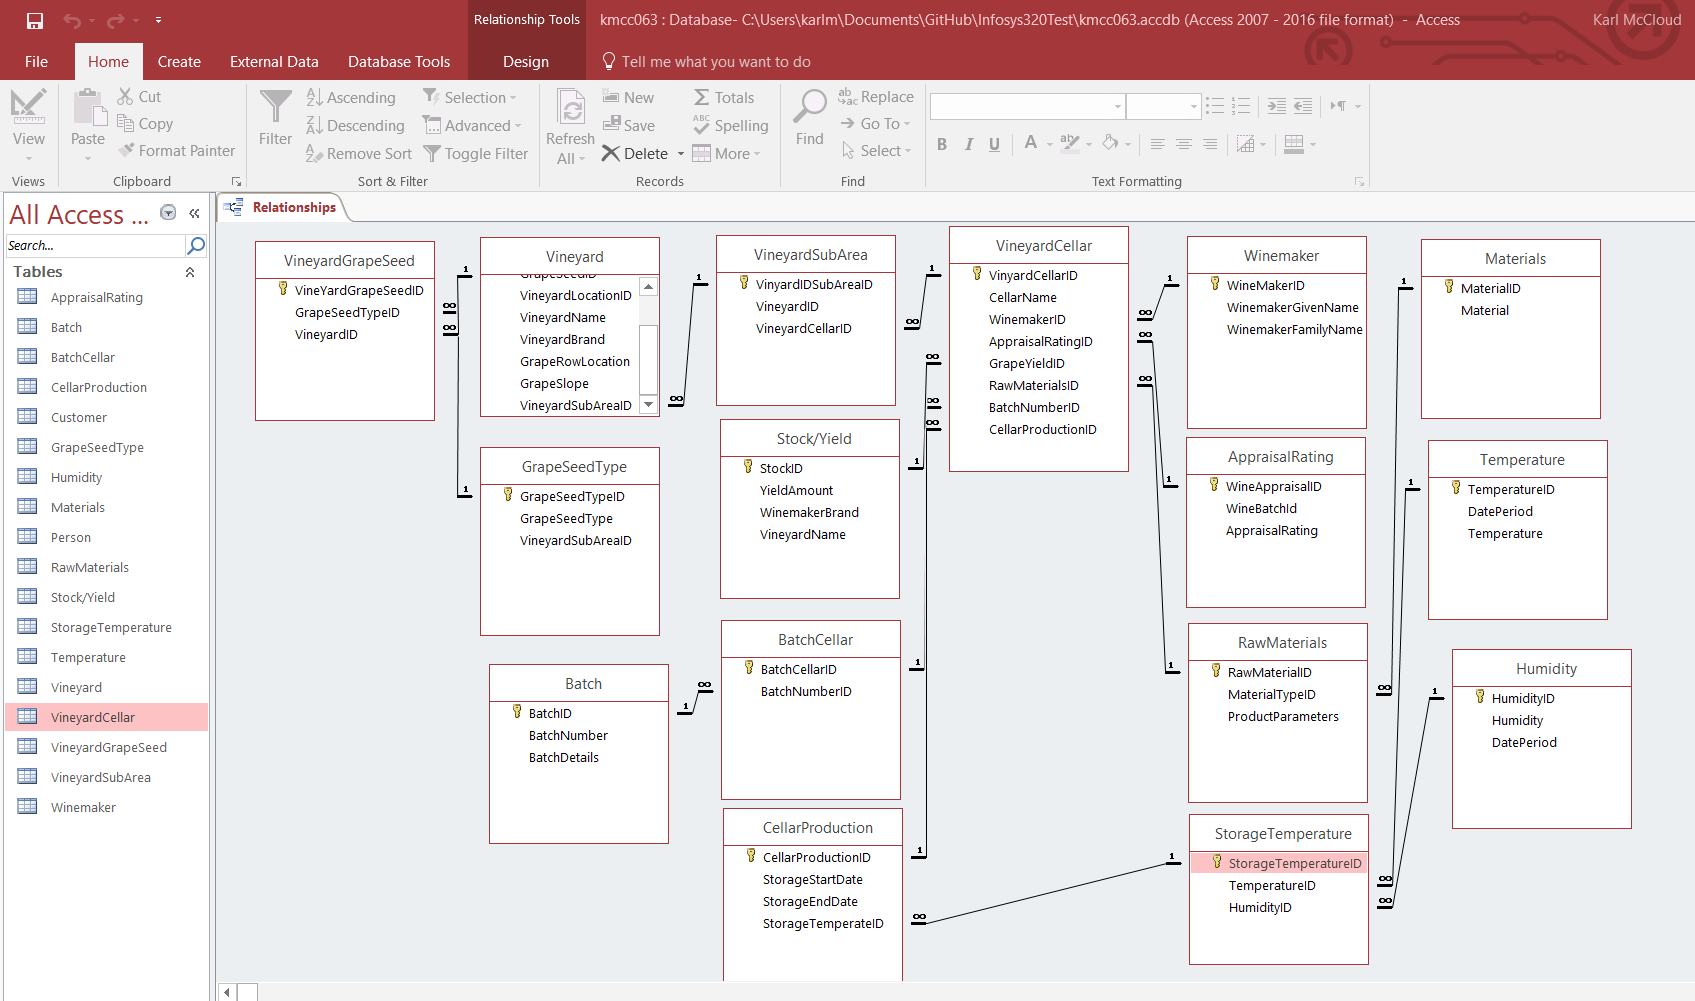 Relationship Tools
kmcc063 : Database- C:\Users\karlm\Documents\GitHub\Infosys320Test\kmcc063.accdb (Access 2007 - 2016 file format) - Access
Karl McCloud
File
Home
Create
External Data
Database Tools
Design
Tell me what you want to do
View
Views
Paste
Cut
Copy
Format Painter
Clipboard
Filter
Ascending
Descending
Remove Sort
Selection
Advanced
Toggle Filter
Sort & Filter
Refresh
All
New
Save
Delete
Totals
Spelling
More
Records
Find
Replace
Go To
Select
Find
B I U A
Text Formatting
All Access ...
Search...
Tables
AppraisalRating
Batch
BatchCellar
CellarProduction
Customer
GrapeSeedType
Humidity
Materials
Person
RawMaterials
Stock/Yield
StorageTemperature
Temperature
Vineyard
VineyardCellar
VineyardGrapeSeed
VineyardSubArea
Winemaker
Relationships
VineyardGrapeSeed
VineYardGrapeSeedID
GrapeSeedTypeID
VineyardID
Vineyard
GrapeSeedID
VineyardLocationID
VineyardName
VineyardBrand
GrapeRowLocation
GrapeSlope
VineyardSubAreaID
GrapeSeedType
GrapeSeedTypeID
GrapeSeedType
VineyardSubAreaID
Batch
BatchID
BatchNumber
BatchDetails
VineyardSubArea
VinyardIDSubAreaID
VineyardID
VineyardCellarID
Stock/Yield
StockID
YieldAmount
WinemakerBrand
VineyardName
BatchCellar
BatchCellarID
BatchNumberID
CellarProduction
CellarProductionID
StorageStartDate
StorageEndDate
StorageTemperateID
VineyardCellar
VinyardCellarID
CellarName
WinemakerID
AppraisalRatingID
GrapeYieldID
RawMaterialsID
BatchNumberID
CellarProductionID
Winemaker
WineMakerID
WinemakerGivenName
WinemakerFamilyName
AppraisalRating
WineAppraisalID
WineBatchId
AppraisalRating
RawMaterials
RawMaterialID
MaterialTypeID
ProductParameters
StorageTemperature
StorageTemperatureID
TemperatureID
HumidityID
Materials
MaterialID
Material
Temperature
TemperatureID
DatePeriod
Temperature
Humidity
HumidityID
Humidity
DatePeriod